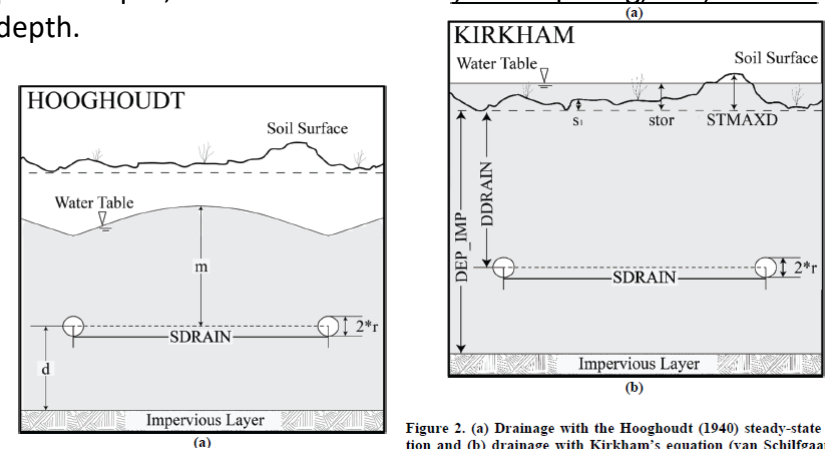 depth.
(a)
HOOGHOUDT
Soil Surface
Water Table
m
SDRAIN
2*r
d
Impervious Layer
(a)
KIRKHAM
Water Table
Soil Surface
s₁
stor
STMAXD
DDRAIN
DEP_IMP
SDRAIN
2*r
Impervious Layer
(b)
Figure 2. (a) Drainage with the Hooghoudt (1940) steady-state
tion and (b) drainage with Kirkham's equation (van Schilfgaar